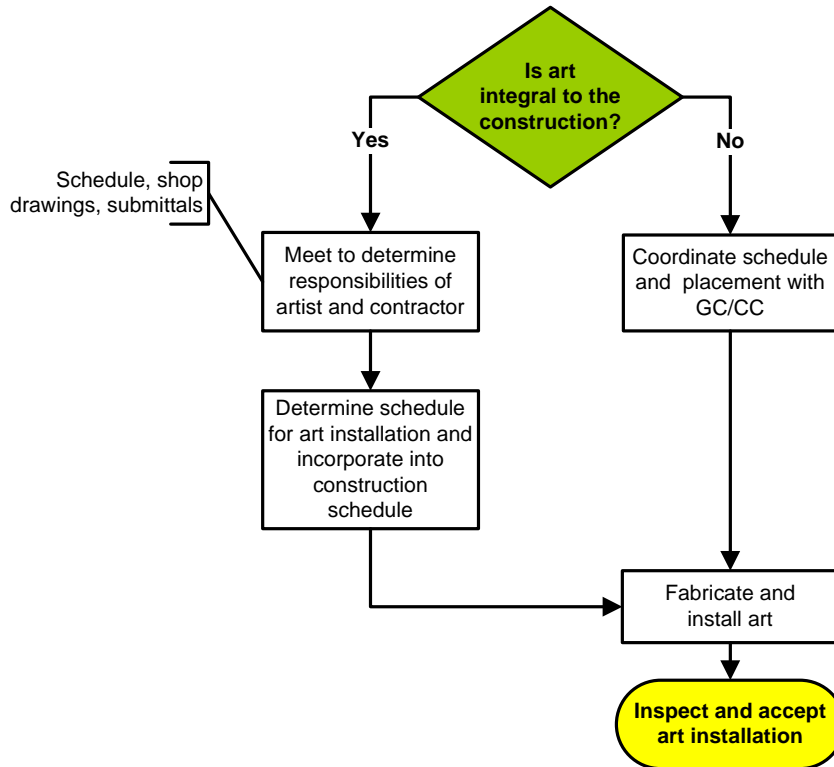 Is art
integral to the
construction?
Yes
No
Schedule, shop
drawings, submittals
Meet to determine
responsibilities of
artist and contractor
Coordinate schedule
and placement with
GC/CC
Determine schedule
for art installation and
incorporate into
construction
schedule
Fabricate and
install art
Inspect and accept
art installation